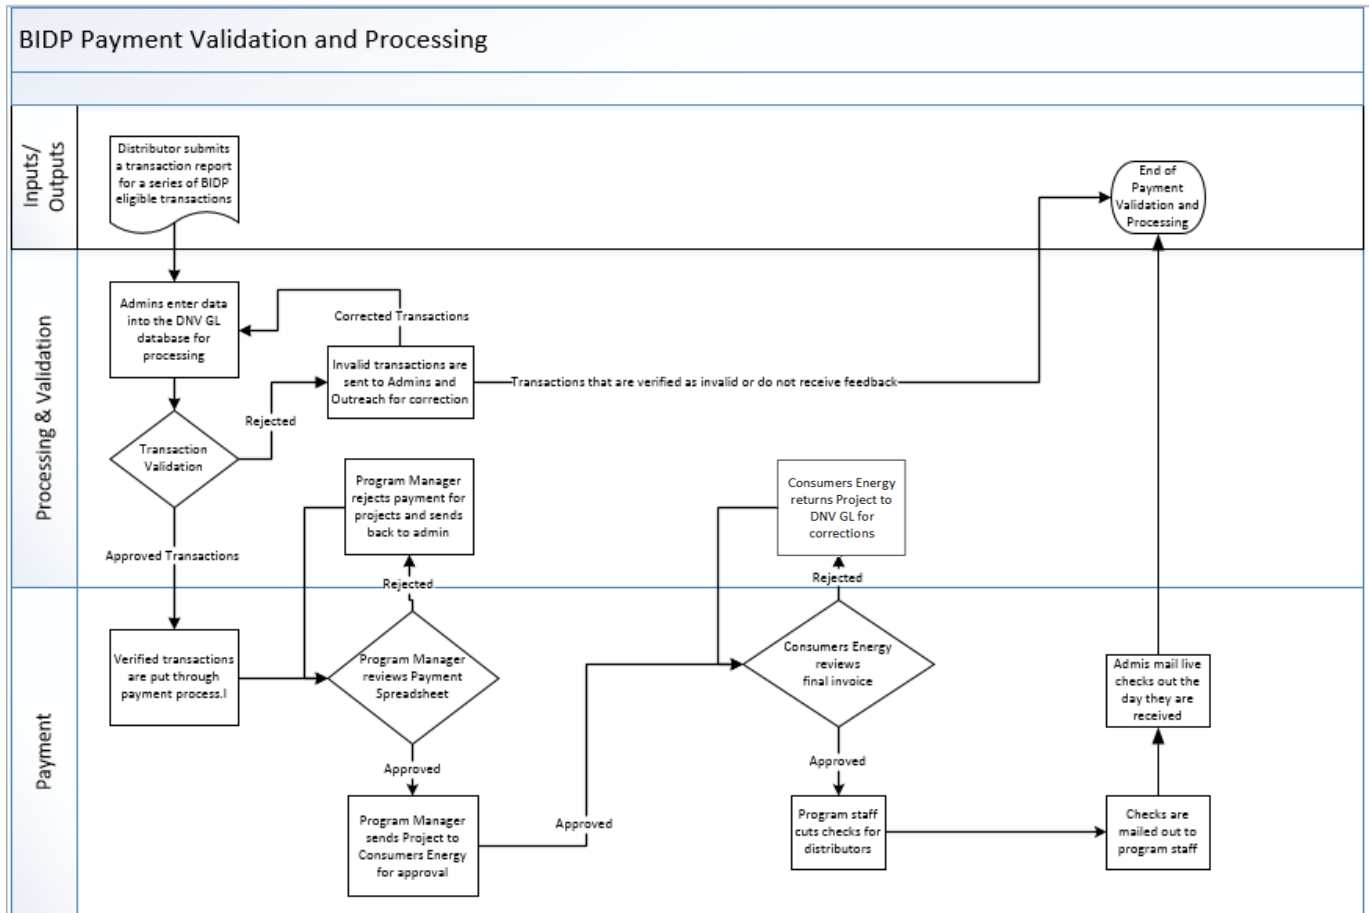 BIDP Payment Validation and Processing
Inputs/
Outputs
Distributor submits
a transaction report
for a series of BIDP
eligible transactions
End of
Payment
Validation and
Processing
Processing & Validation
Admins enter data
into the DNV GL
database for
processing
Corrected Transactions
Invalid transactions are
sent to Admins and
Outreach for correction
Transactions that are verified as invalid or do not receive feedback
Rejected
Transaction
Validation
Program Manager
rejects payment for
projects and sends
back to admin
Consumers Energy
returns Project to
DNV GL for
corrections
Approved Transactions
Rejected
Rejected
Payment
Verified transactions
are put through
payment process.l
Program Manager
reviews Payment
Spreadsheet
Consumers Energy
reviews
final invoice
Admis mail live
checks out the
day they are
received
Approved
Approved
Program Manager
sends Project to
Consumers Energy
for approval
Approved
Program staff
cuts checks for
distributors
Checks are
mailed out to
program staff